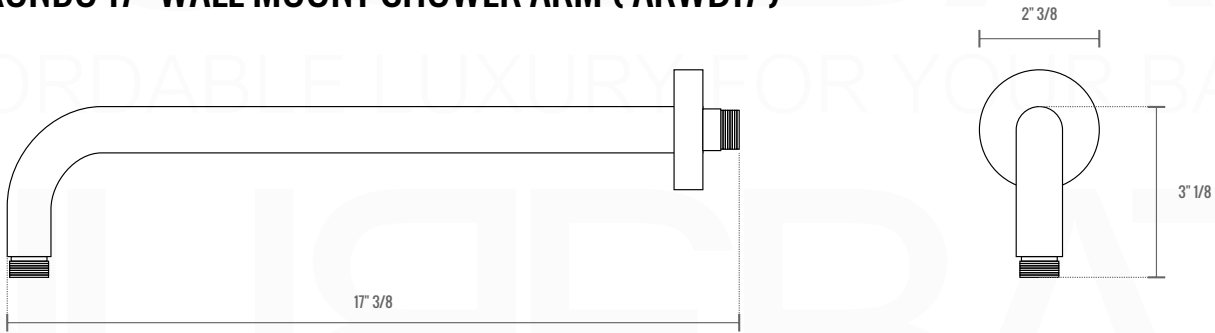 17" WALL MOUNT SHOWER ARM ( ARWD17 )
2" 3/8
AFFORDABLE LUXURY FOR YOUR BA
3" 1/8
17" 3/8